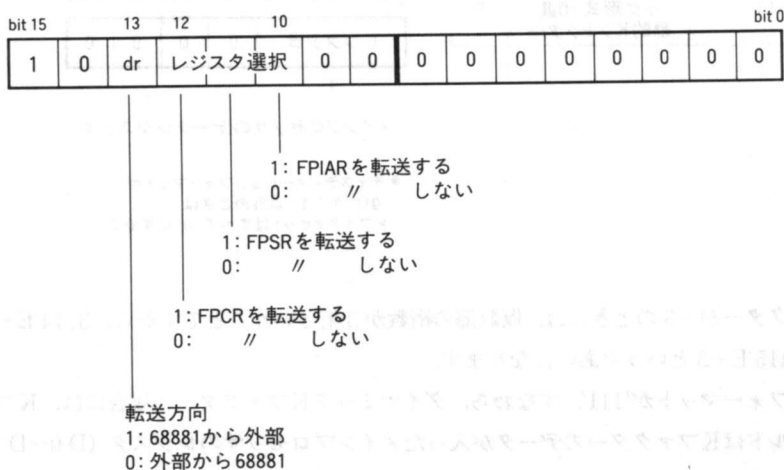 bit 15 13 12 10 bit 0
1 0 dr レジスタ選択 0 0 0 0 0 0 0 0 0 0
1: FPIARを転送する
0: 〃 しない
1: FPSRを転送する
0: 〃 しない
1: FPCRを転送する
0: 〃 しない
転送方向
1: 68881から外部
0: 外部から68881